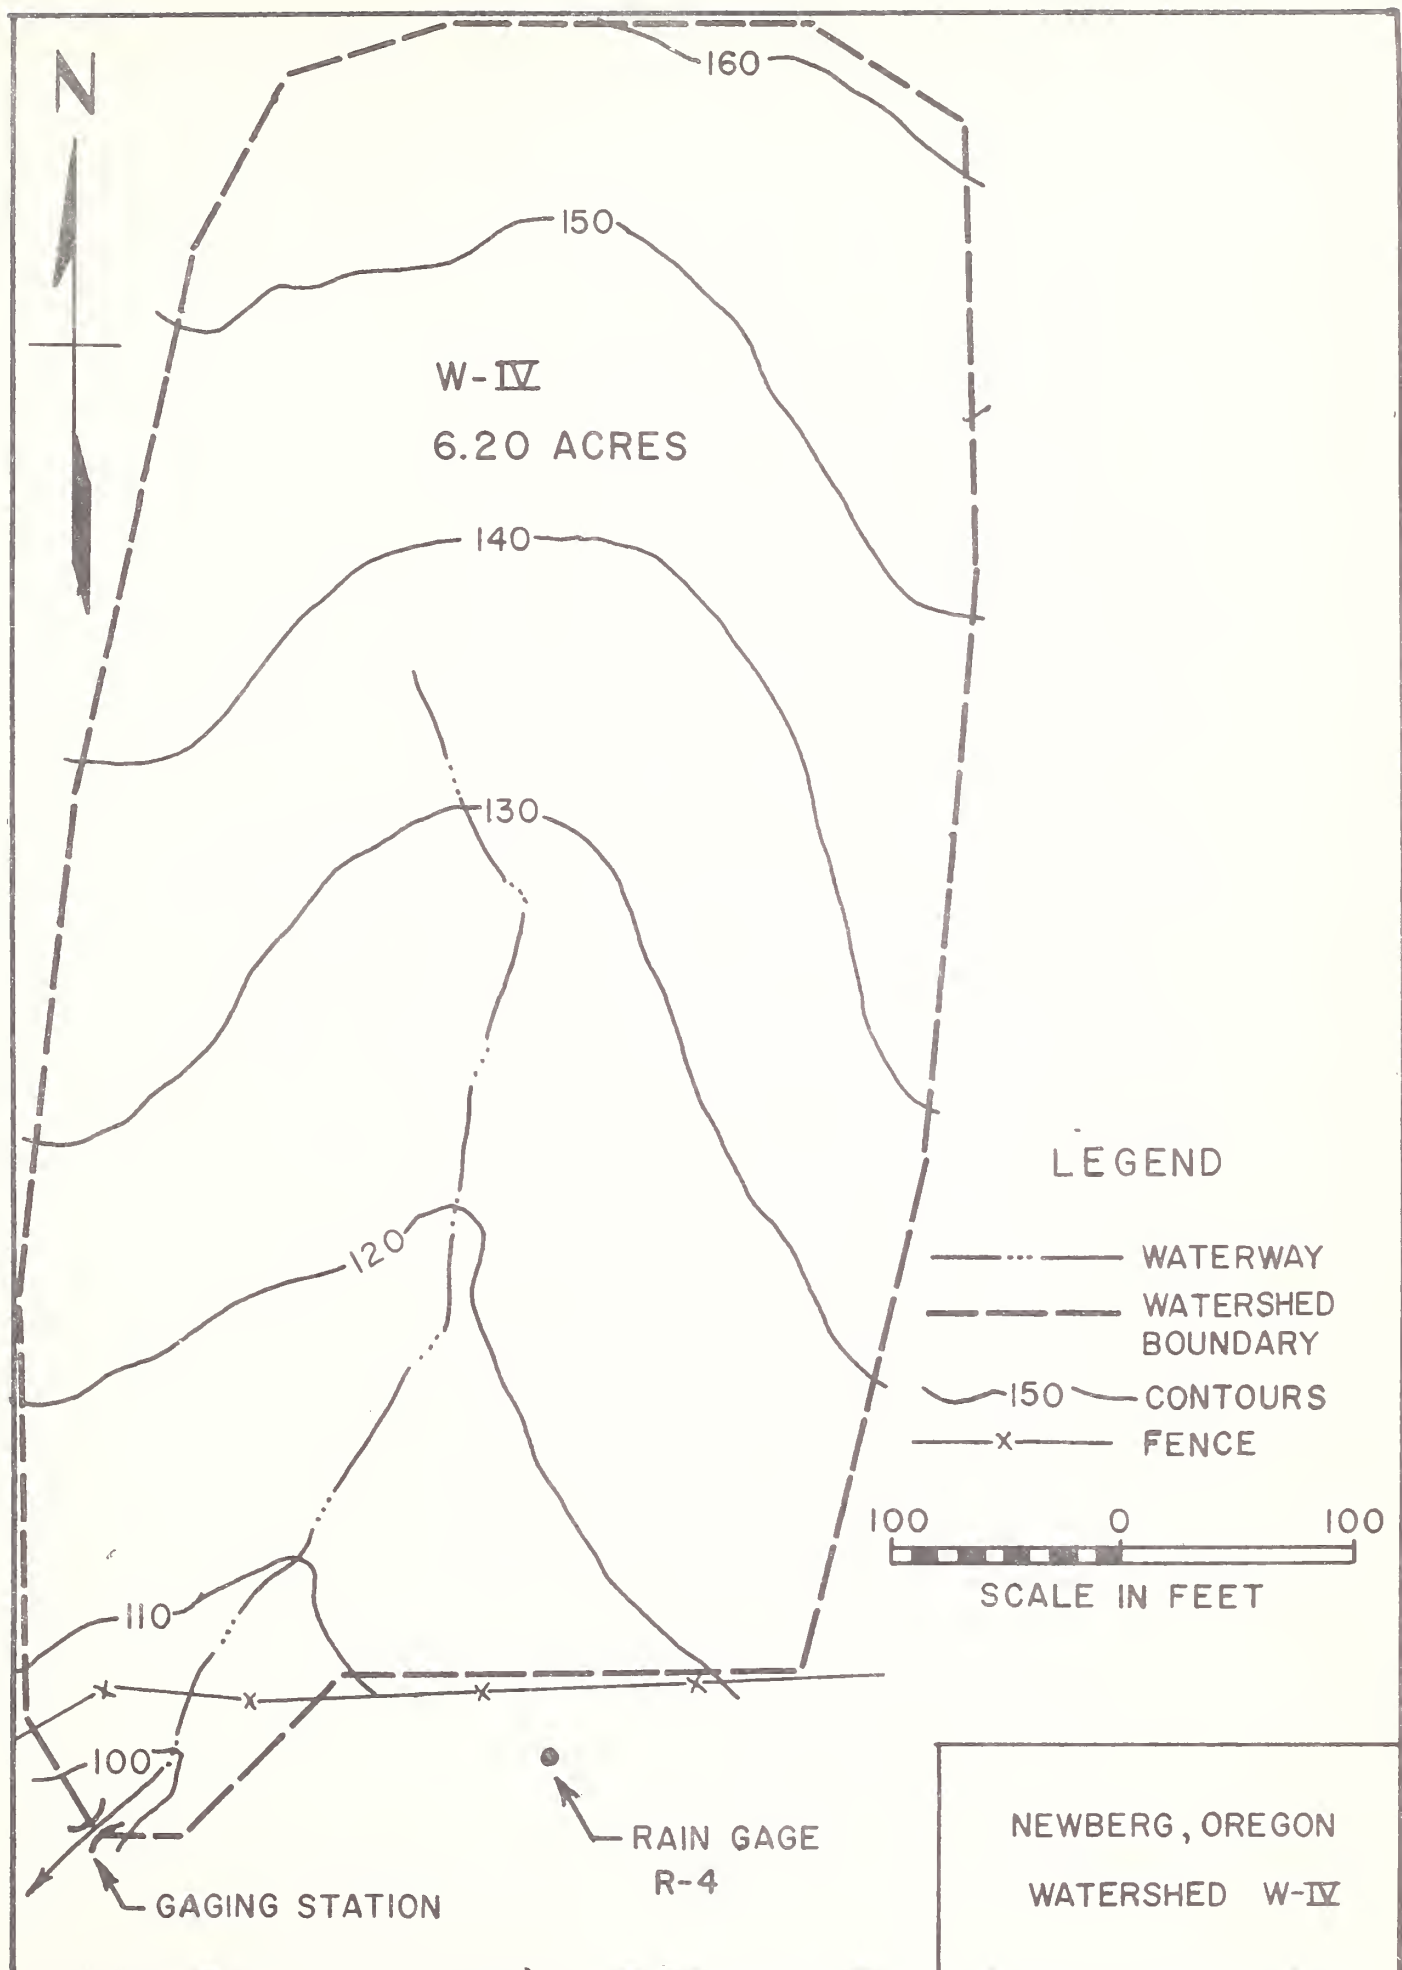 N
160
150
W-IV
6.20 ACRES
140
130
120
110
100
LEGEND
WATERWAY
WATERSHED
BOUNDARY
150 CONTOURS
x FENCE
100 0 100
SCALE IN FEET
x x x x
RAIN GAGE
R-4
GAGING STATION
NEWBERG, OREGON
WATERSHED W-IV